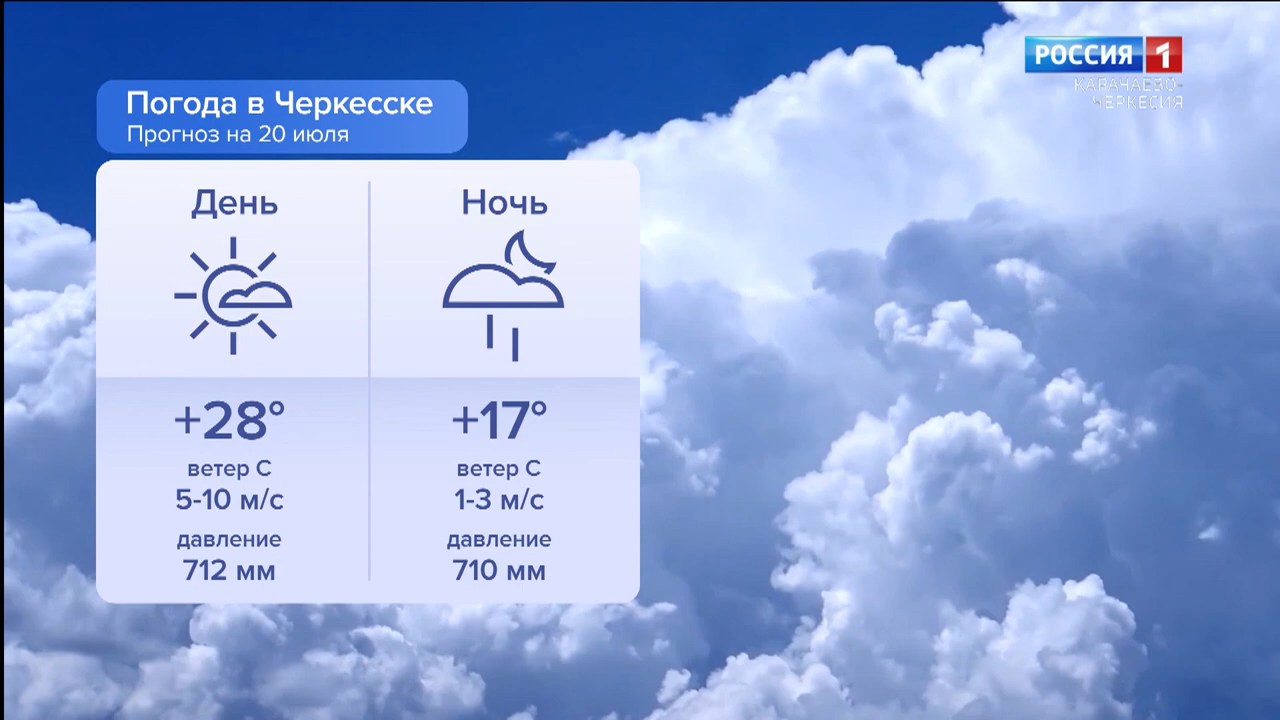 Погода в Черкесске
Прогноз на 20 июля
РОССИЯ 1
КАРАЧАЕВО-
ЧЕРКЕСИЯ
День
Ночь
+28°
+17°
ветер С
ветер С
5-10 м/с
1-3 м/с
давление
давление
712 мм
710 мм